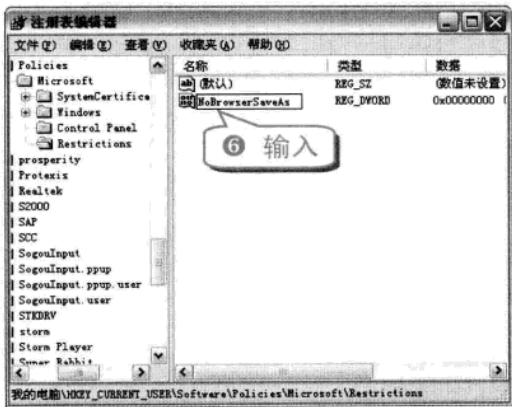 注册表编辑器
文件(F) 编辑(E) 查看(V) 收藏夹(A) 帮助(H)
Policies
Microsoft
SystemCertifica
Windows
Control Panel
Restrictions
prosperity
Protexis
Realtek
S2000
SAP
SCC
SogouInput
SogouInput.ppup
SogouInput.ppup.user
SogouInput.user
STKDRV
storm
Storm Player
Super Rabbit
名称 类型 数据
ab (默认) REG_SZ (数值未设置)
NoBrowserSaveAs REG_DWORD 0x00000000 (
6 输入
我的电脑\HKEY_CURRENT_USER\Software\Policies\Microsoft\Restrictions